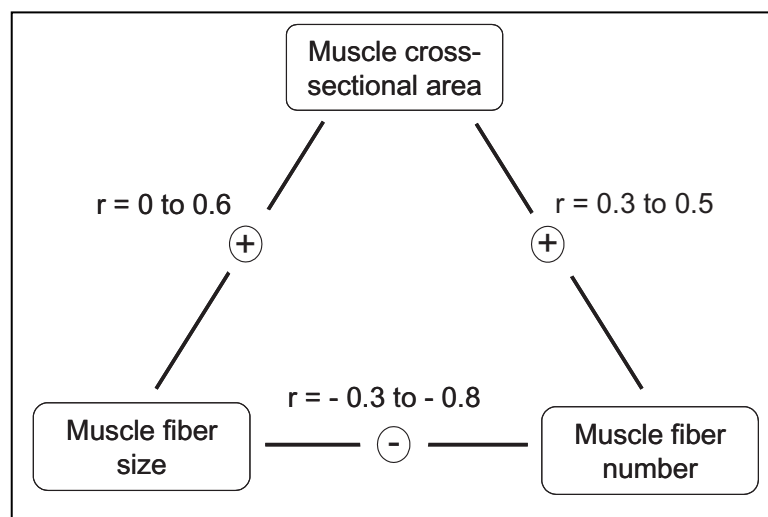 Muscle cross-
sectional area
r = 0 to 0.6
r = 0.3 to 0.5
+
+
r = - 0.3 to - 0.8
Muscle fiber
size
-
Muscle fiber
number